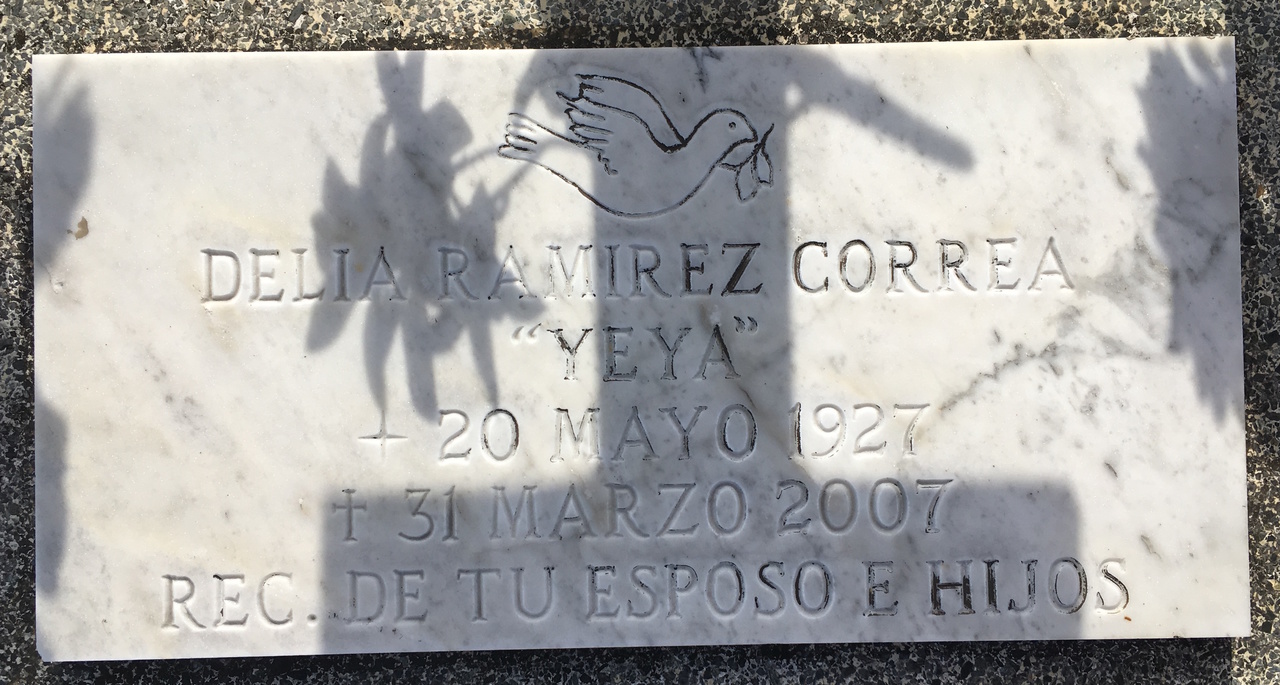 DELIA RAMIREZ CORREA
“YEYA”
20 MAYO 1927
† 31 MARZO 2007
REC. DE TU ESPOSO E HIJOS